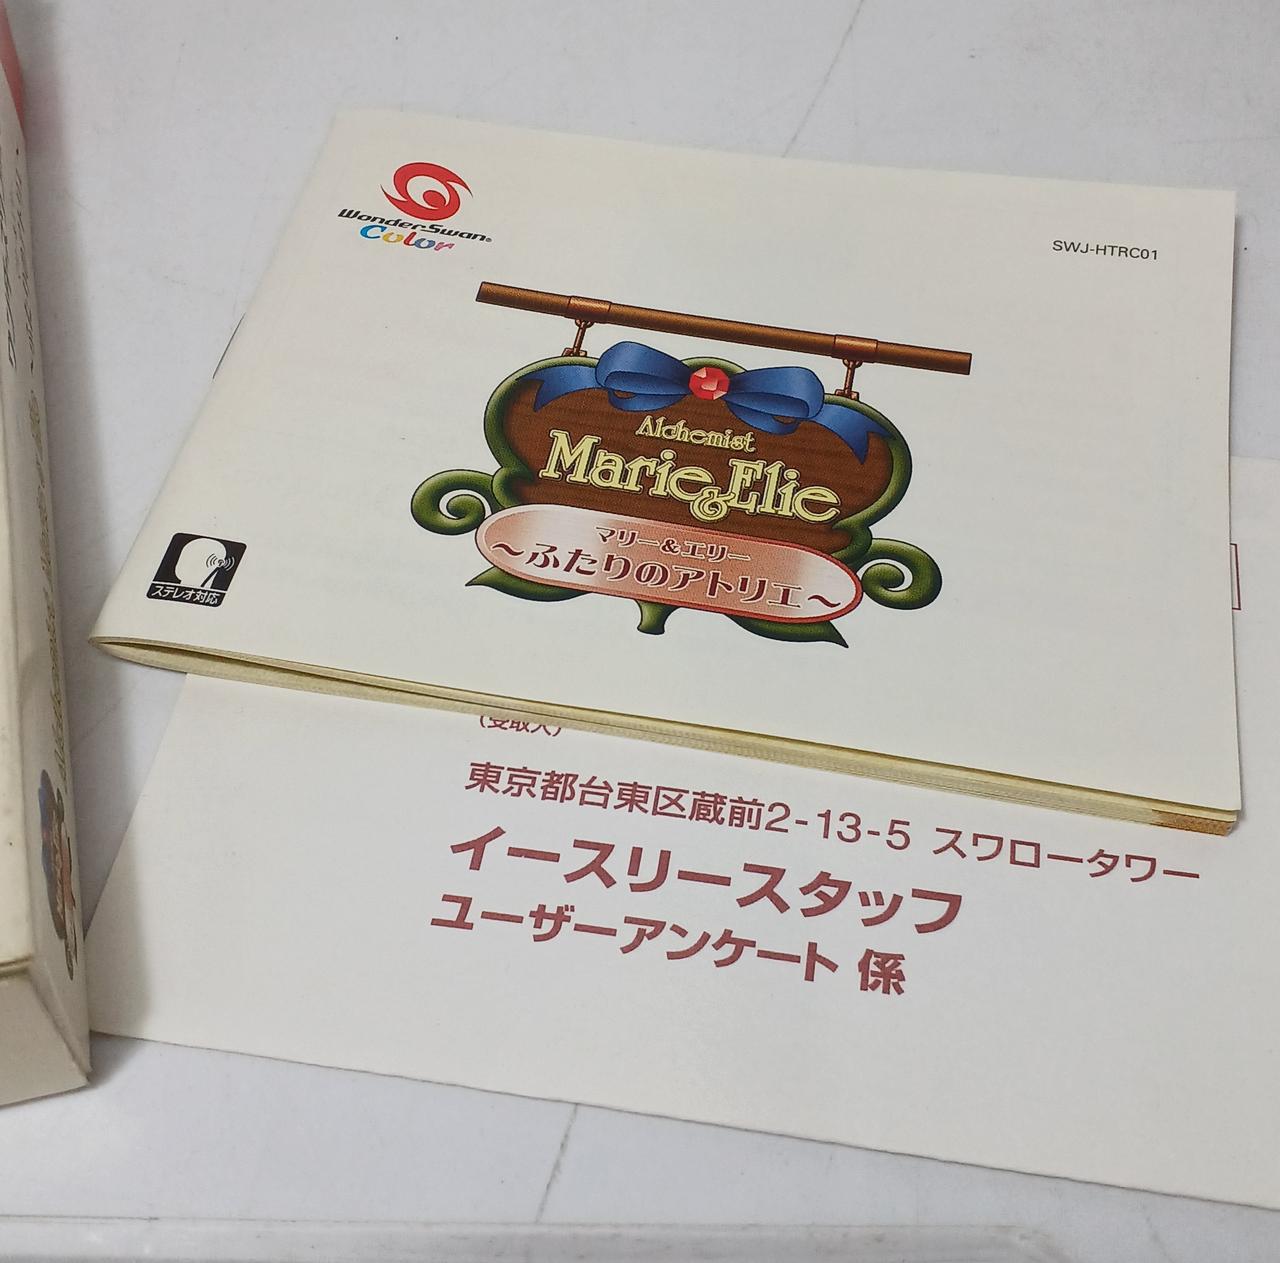 WonderSwan®
Color
SWJ-HTRC01
Alchemist
Marie & Elie
マリー&エリー
〜ふたりのアトリエ〜
ステレオ対応
(受取人)
東京都台東区蔵前2-13-5 スワロータワー
イースリースタッフ
ユーザーアンケート 係